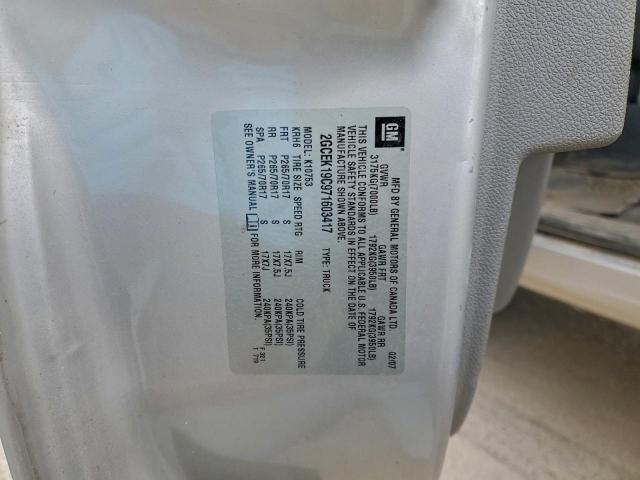 GM
MFD BY GENERAL MOTORS OF CANADA LTD
02/07
GVWR GAWR FRT GAWR RR
3175KG(7000LB) 1792KG(3950LB) 1792KG(3950LB)
THIS VEHICLE CONFORMS TO ALL APPLICABLE U.S. FEDERAL MOTOR
VEHICLE SAFETY STANDARDS IN EFFECT ON THE DATE OF
MANUFACTURE SHOWN ABOVE.
2GCEK19C971603417 TYPE: TRUCK
MODEL: K10753
KRHR TIRE SIZE SPEED RTG RIM COLD TIRE PRESSURE
FRT P265/70R17 S 17X7.5J 240KPA(35PSI)
RR P265/70R17 S 17X7.5J 240KPA(35PSI)
SPA P265/70R17 S 17X7J 240KPA(35PSI)
SEE OWNER'S MANUAL FOR MORE INFORMATION.
F 321
T 719